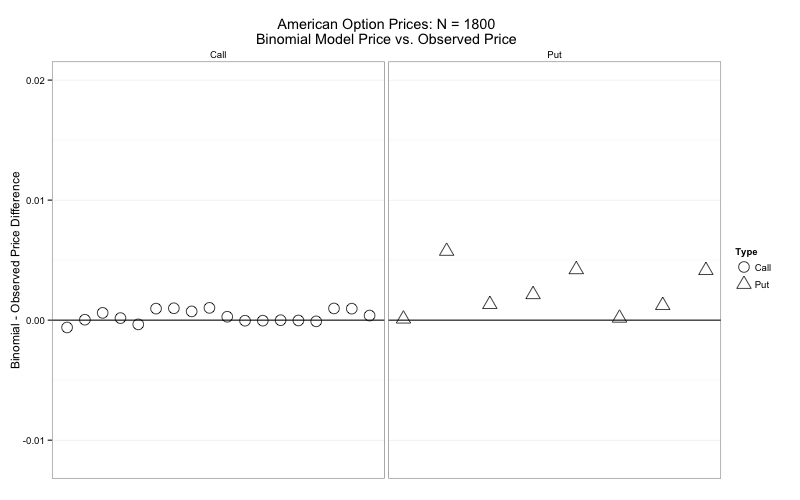 American Option Prices: N = 1800
Binomial Model Price vs. Observed Price
Call
Put
0.02
0.01
0.00
-0.01
Binomial - Observed Price Difference
Type
Call
Put